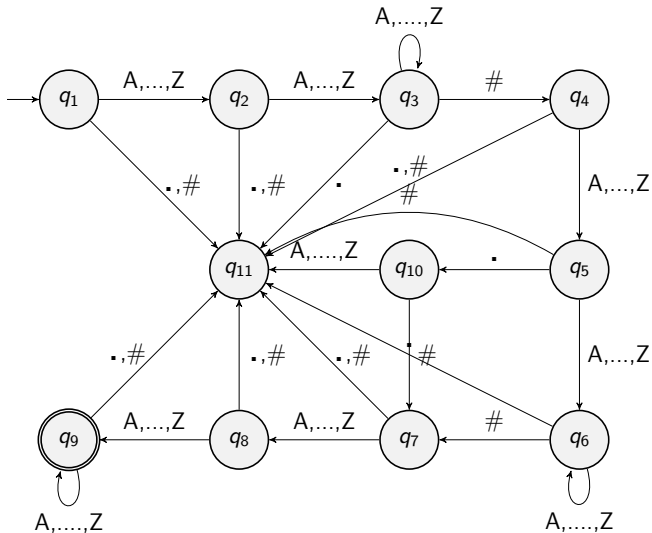 A,....,Z
q1
A,...,Z
q2
A,...,Z
q3
#
q4
.,#
.,#
.
.,#
A,...,Z
#
A,....,Z
q11
q10
.
q5
.,#
.,#
.,#
.
#
A,...,Z
q9
A,...,Z
q8
A,...,Z
q7
#
q6
A,....,Z
A,....,Z